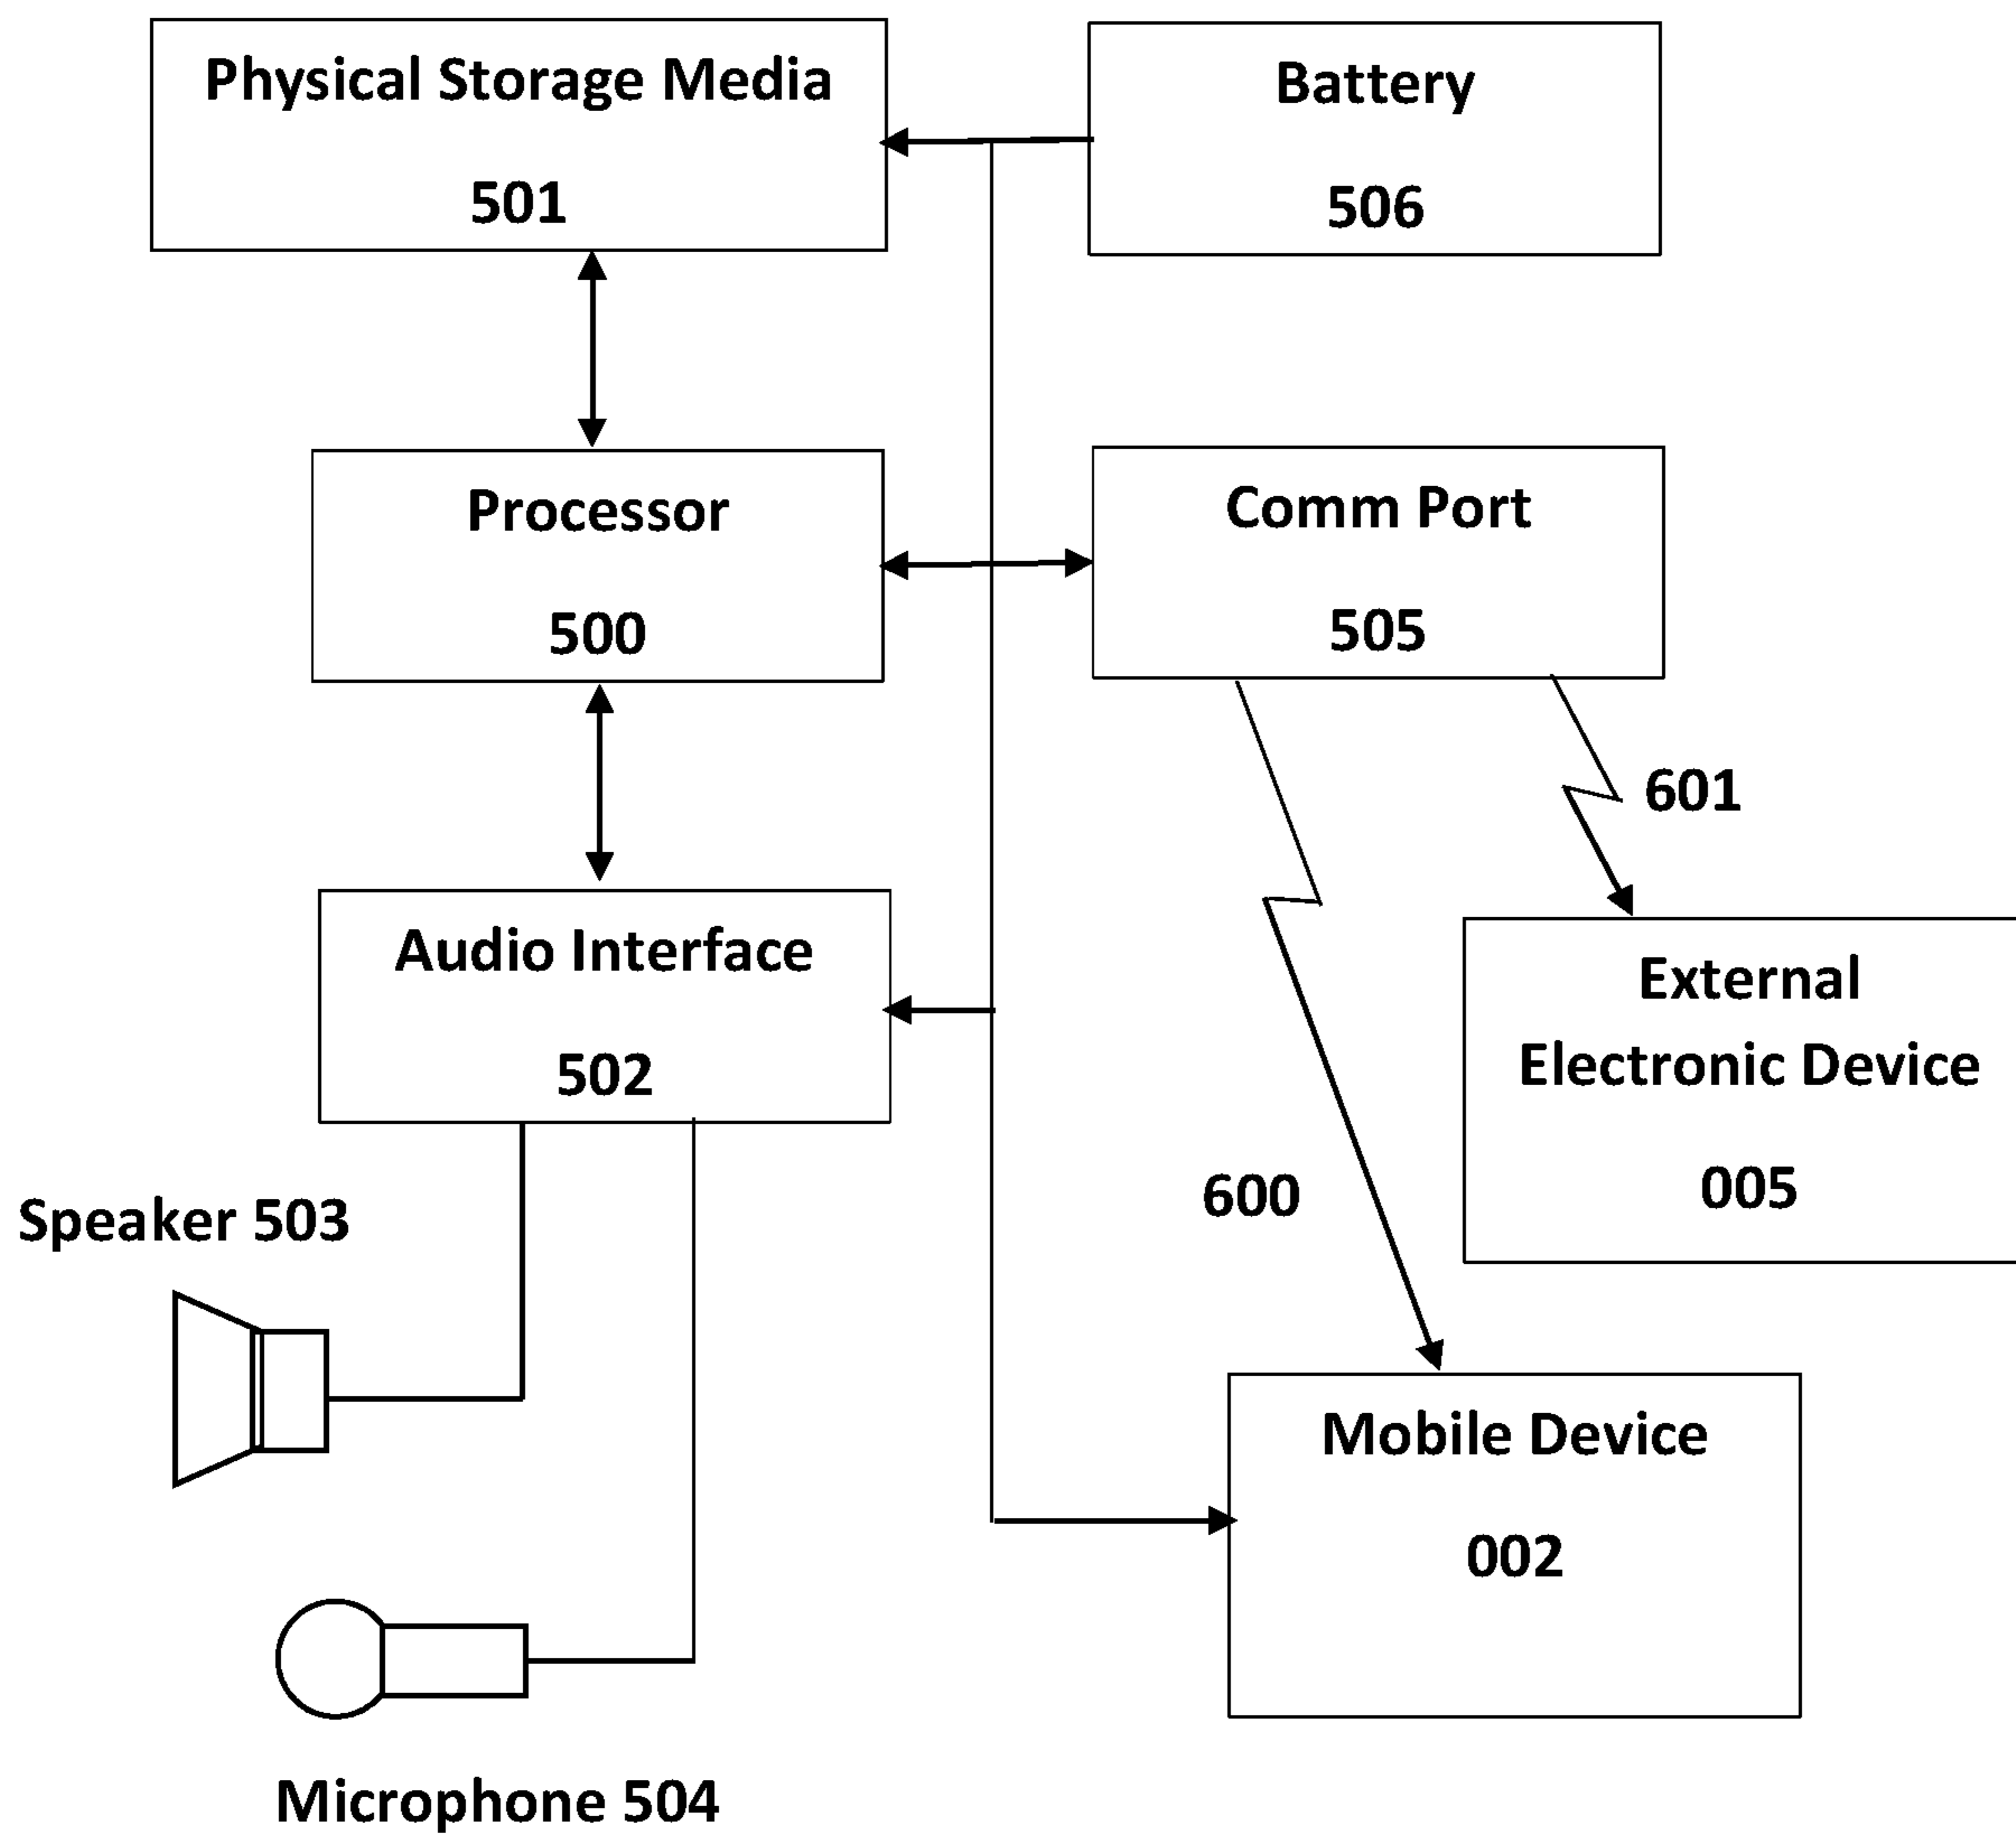 Physical Storage Media
501
Battery
506
Processor
500
Comm Port
505
601
Audio Interface
502
External
Electronic Device
005
600
Speaker 503
Mobile Device
002
Microphone 504